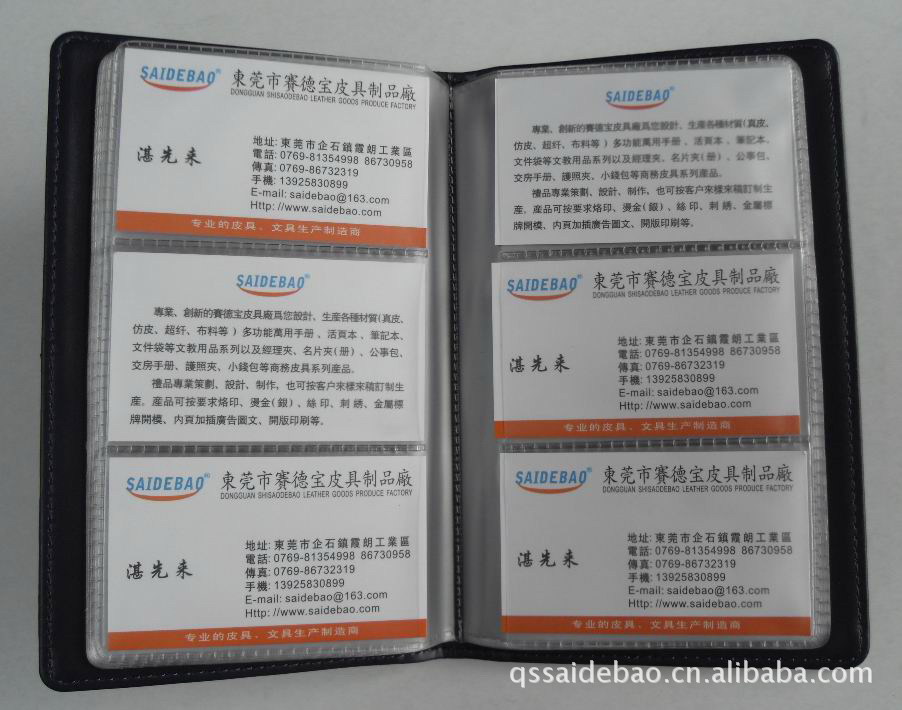 SAIDEBAO®
東莞市賽德宝皮具制品廠
DONGGUAN SHISAODEBAO LEATHER GOODS PRODUCE FACTORY
湛先来
地址: 東莞市企石鎮霞朗工業區
電話: 0769-81354998 86730958
傳真: 0769-86732319
手機: 13925830899
E-mail: saidebao@163.com
Http: //www.saidebao.com
专业的皮具、文具生产制造商
SAIDEBAO®
專業、創新的賽德宝皮具廠爲您設計、生産各種材質(真皮、
仿皮、超纤、布料等）多功能萬用手册、活頁本、筆記本、
文件袋等文教用品系列以及經理夾、名片夾(册）、公事包、
交房手册、護照夾、小錢包等商務皮具系列産品。
禮品專業策劃、設計、制作，也可按客户來樣來稿訂制生
産。産品可按要求烙印、燙金(銀）、絲印、刺綉、金屬標
牌開模、内頁加插廣告圖文、開版印刷等。
SAIDEBAO®
東莞市賽德宝皮具制品廠
DONGGUAN SHISAODEBAO LEATHER GOODS PRODUCE FACTORY
湛先来
地址: 東莞市企石鎮霞朗工業區
電話: 0769-81354998 86730958
傳真: 0769-86732319
手機: 13925830899
E-mail: saidebao@163.com
Http: //www.saidebao.com
专业的皮具、文具生产制造商
SAIDEBAO®
專業、創新的賽德宝皮具廠爲您設計、生産各種材質(真皮、
仿皮、超纤、布料等）多功能萬用手册、活頁本、筆記本、
文件袋等文教用品系列以及經理夾、名片夾(册）、公事包、
交房手册、護照夾、小錢包等商務皮具系列産品。
禮品專業策劃、設計、制作，也可按客户來樣來稿訂制生
産。産品可按要求烙印、燙金(銀）、絲印、刺綉、金屬標
牌開模、内頁加插廣告圖文、開版印刷等。
SAIDEBAO®
東莞市賽德宝皮具制品廠
DONGGUAN SHISAODEBAO LEATHER GOODS PRODUCE FACTORY
湛先来
地址: 東莞市企石鎮霞朗工業區
電話: 0769-81354998 86730958
傳真: 0769-86732319
手機: 13925830899
E-mail: saidebao@163.com
Http: //www.saidebao.com
专业的皮具、文具生产制造商
SAIDEBAO®
東莞市賽德宝皮具制品廠
DONGGUAN SHISAODEBAO LEATHER GOODS PRODUCE FACTORY
湛先来
地址: 東莞市企石鎮霞朗工業區
電話: 0769-81354998 86730958
傳真: 0769-86732319
手機: 13925830899
E-mail: saidebao@163.com
Http: //www.saidebao.com
专业的皮具、文具生产制造商
qssaidebao.cn.alibaba.com